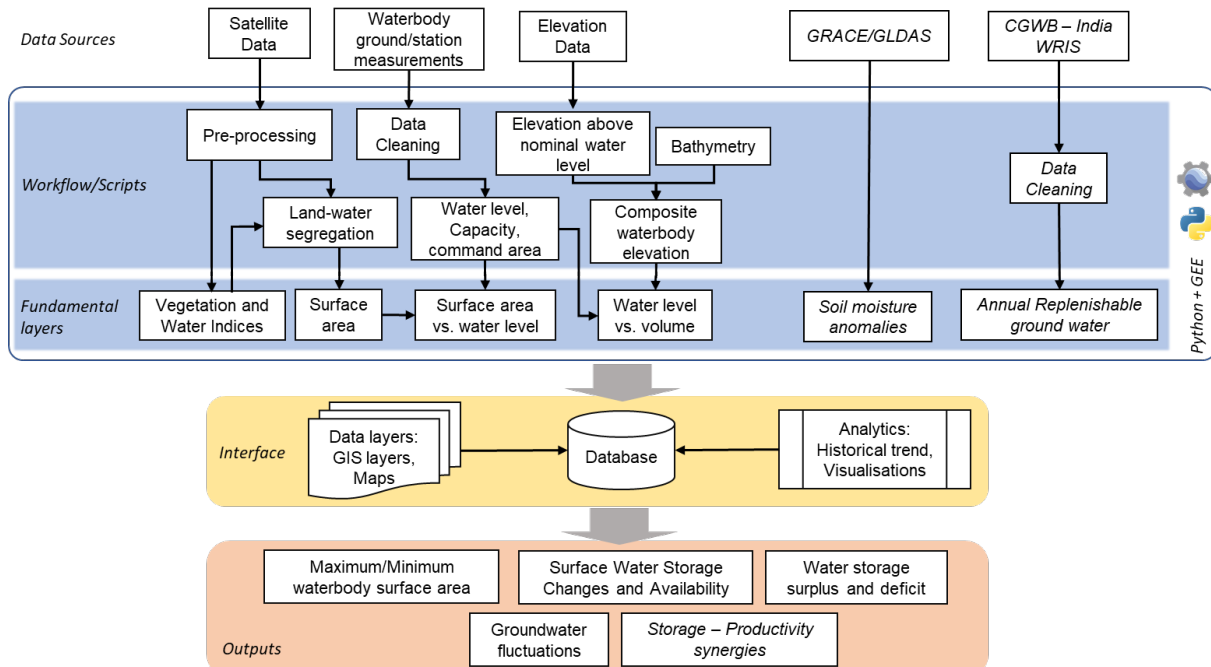 Data Sources
Satellite
Data
Waterbody
ground/station
measurements
Elevation
Data
GRACE/GLDAS
CGWB – India
WRIS
Workflow/Scripts
Pre-processing
Data
Cleaning
Elevation above
nominal water
level
Bathymetry
Data
Cleaning
Land-water
segregation
Water level,
Capacity,
command area
Composite
waterbody
elevation
Python + GEE
Fundamental
layers
Vegetation and
Water Indices
Surface
area
Surface area
vs. water level
Water level
vs. volume
Soil moisture
anomalies
Annual Replenishable
ground water
Interface
Data layers:
GIS layers,
Maps
Database
Analytics:
Historical trend,
Visualisations
Maximum/Minimum
waterbody surface area
Surface Water Storage
Changes and Availability
Water storage
surplus and deficit
Outputs
Groundwater
fluctuations
Storage – Productivity
synergies